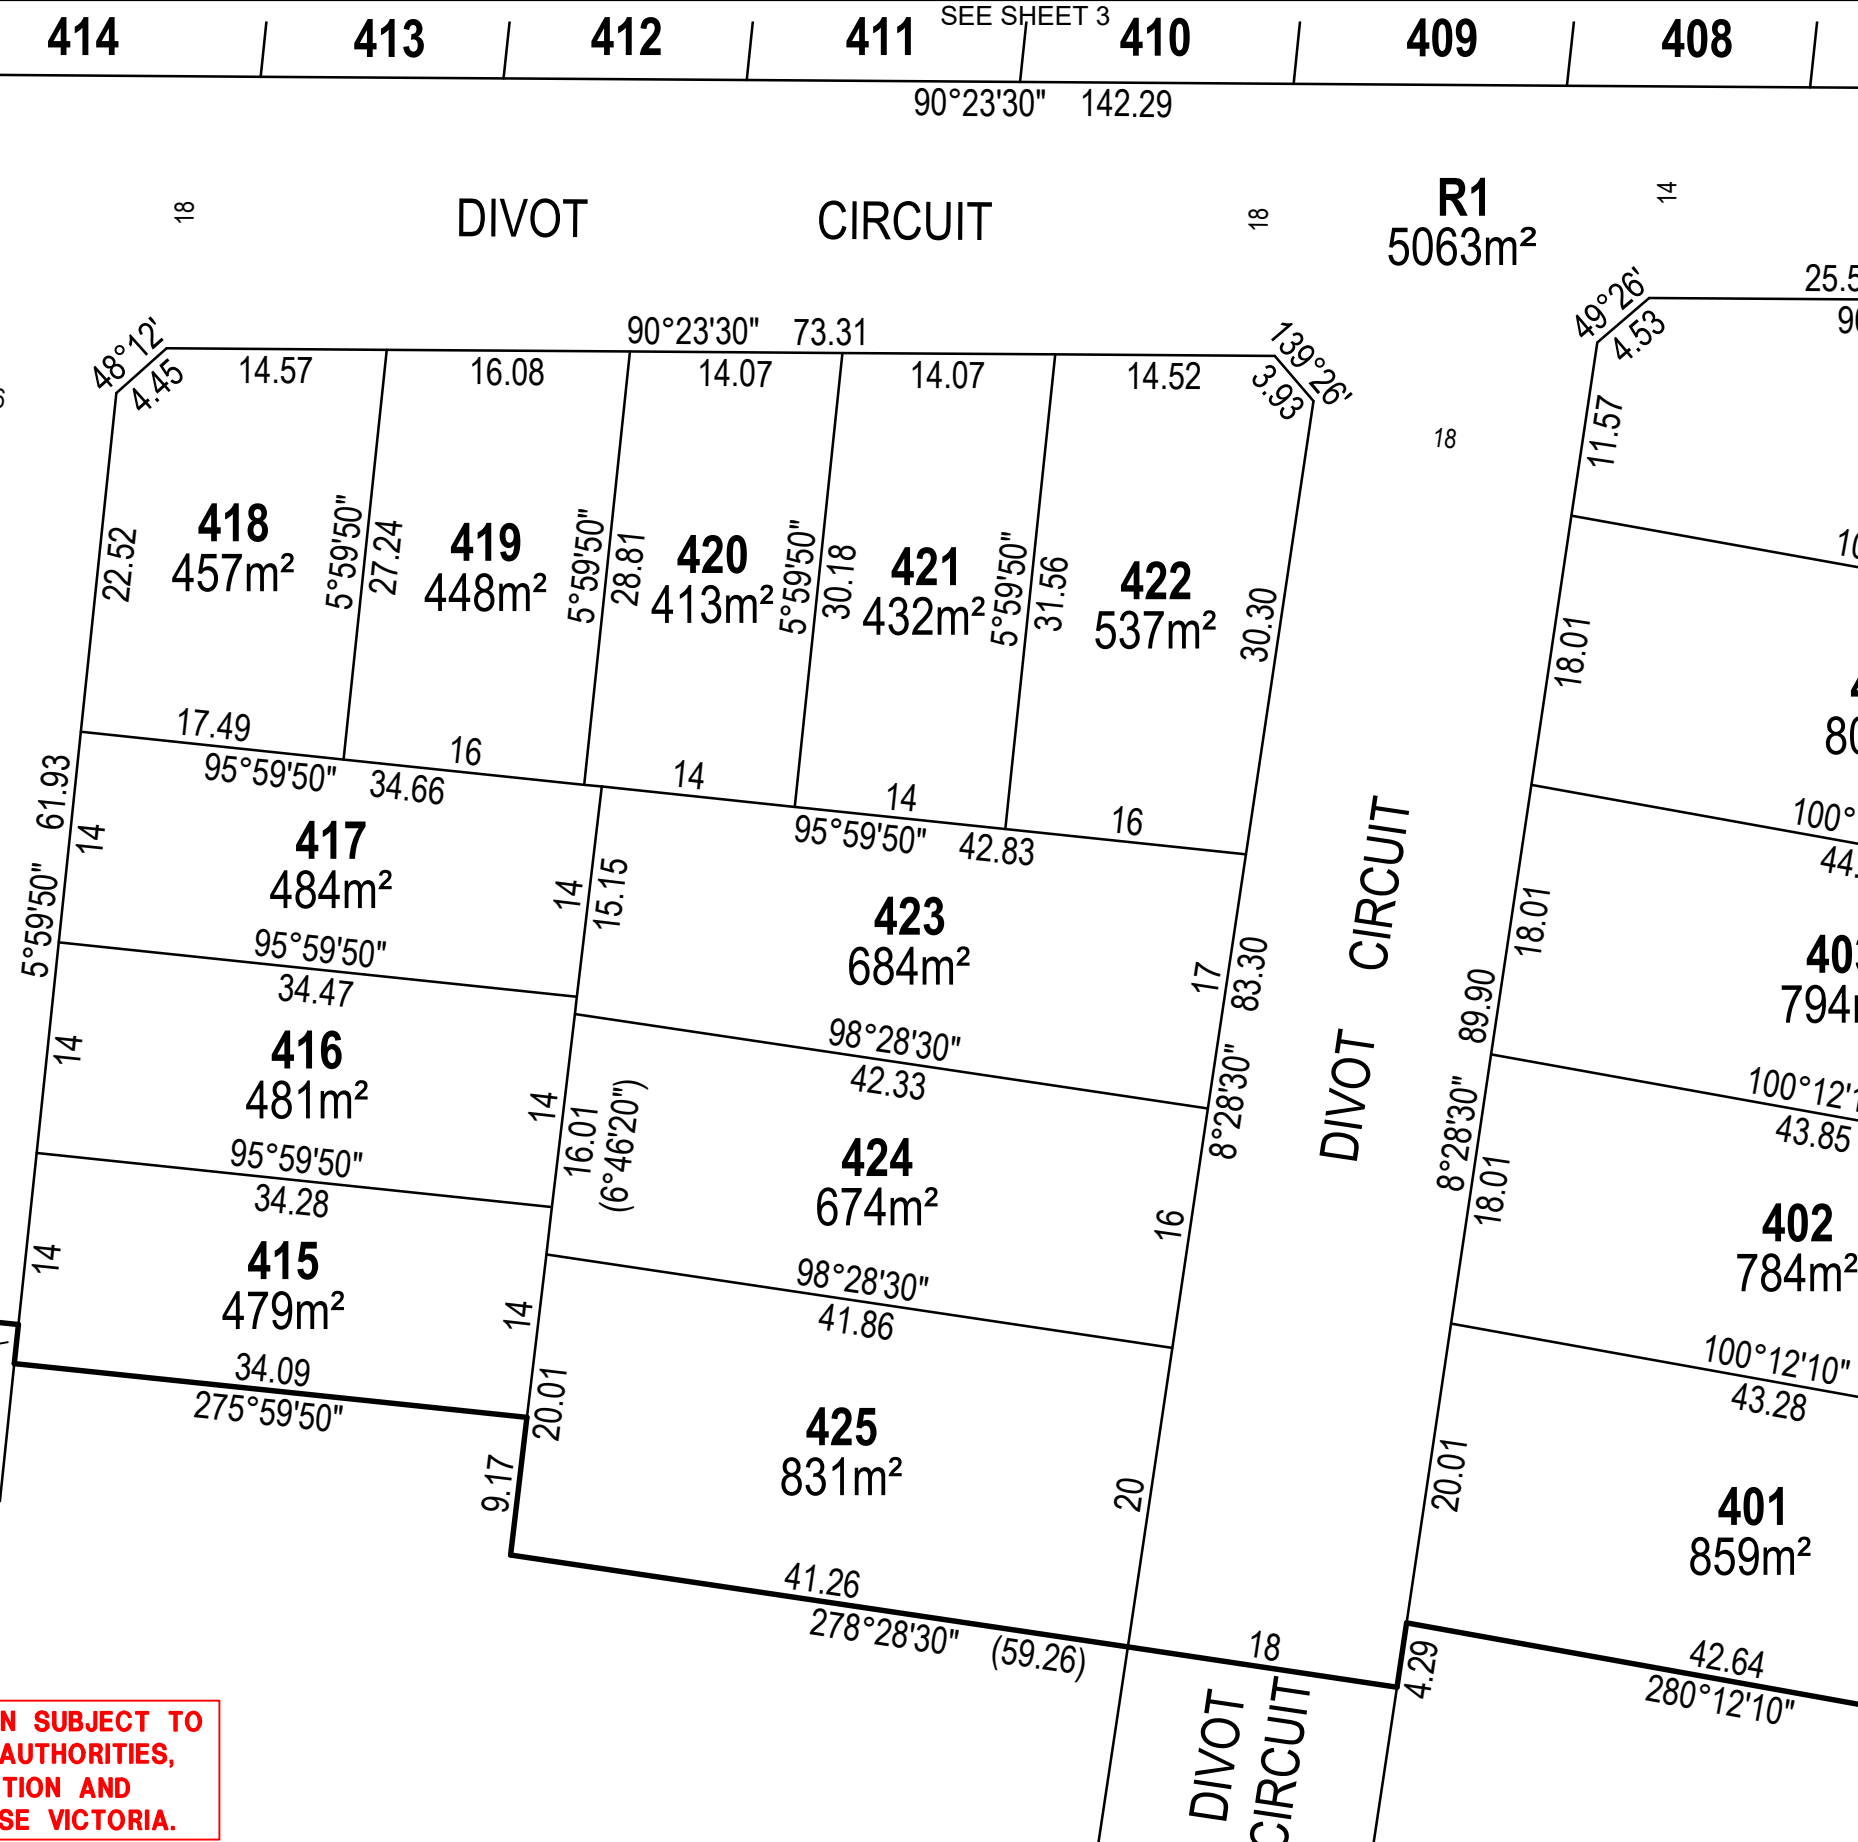 SEE SHEET 3
414 413 412 411 410 409 408
90°23'30" 142.29
18 DIVOT CIRCUIT 18
R1
5063m²
14
48°12'
4.45
90°23'30" 73.31
14.57 16.08 14.07 14.07 14.52
139°26'
3.93
49°26'
4.53
11.57
18
22.52
418
457m²
5°59'50"
27.24
419
448m²
5°59'50"
28.81
420
413m²
5°59'50"
30.18
421
432m²
5°59'50"
31.56
422
537m²
30.30
18.01
17.49 16 14 14 16
95°59'50" 34.66
95°59'50" 42.83
5°59'50" 61.93
14
417
484m²
14
15.15
95°59'50"
34.47
423
684m²
17
8°28'30" 83.30
DIVOT CIRCUIT
18.01
403
98°28'30"
42.33
14
416
481m²
14
16.01
(6°46'20")
95°59'50"
34.28
424
674m²
16
8°28'30" 89.90
18.01
100°12'1
43.85
402
784m²
98°28'30"
41.86
14
415
479m²
14
20.01
34.09
275°59'50"
9.17
425
831m²
20
100°12'10"
43.28
20.01
401
859m²
41.26
278°28'30" (59.26)
18
4.29
42.64
280°12'10"
DIVOT
CIRCUIT
N SUBJECT TO
AUTHORITIES,
TION AND
SE VICTORIA.